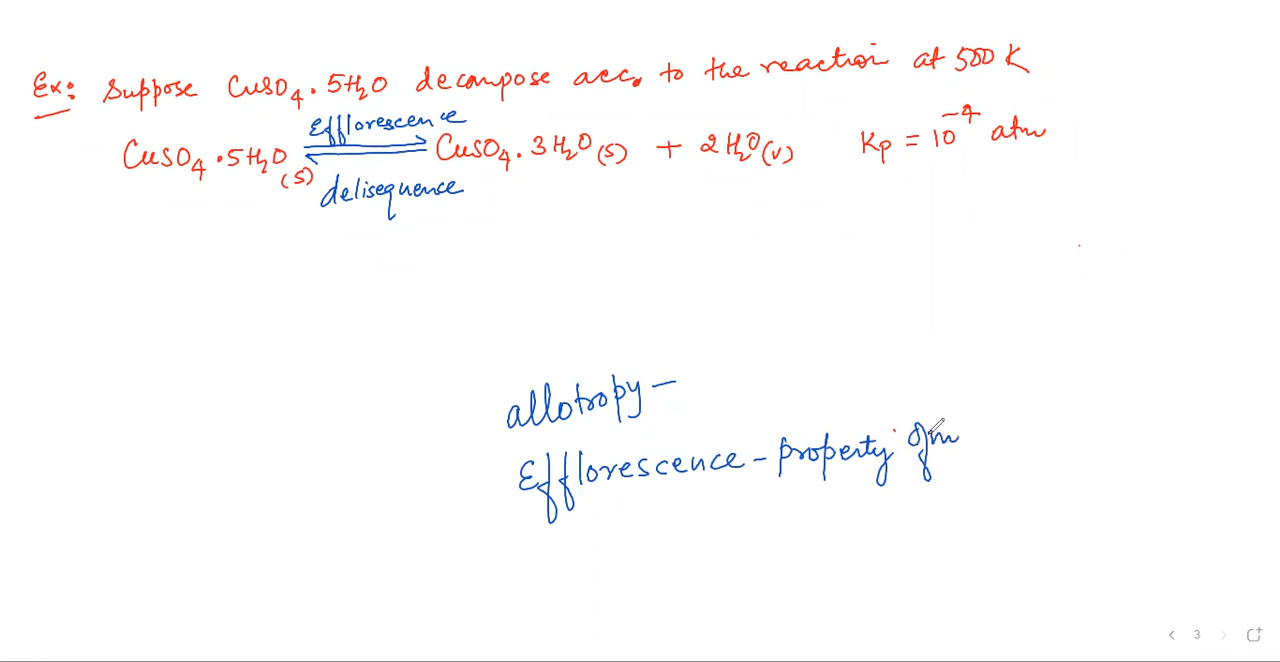 Ex: Suppose CuSO4.5H2O decompose acc. to the reaction at 500 K
Efflorescence
CuSO4.5H2O(s) ⇌ CuSO4.3H2O(s) + 2H2O(v) Kp = 10^-4 atm
delisequence
allotropy -
Efflorescence - property of m
3